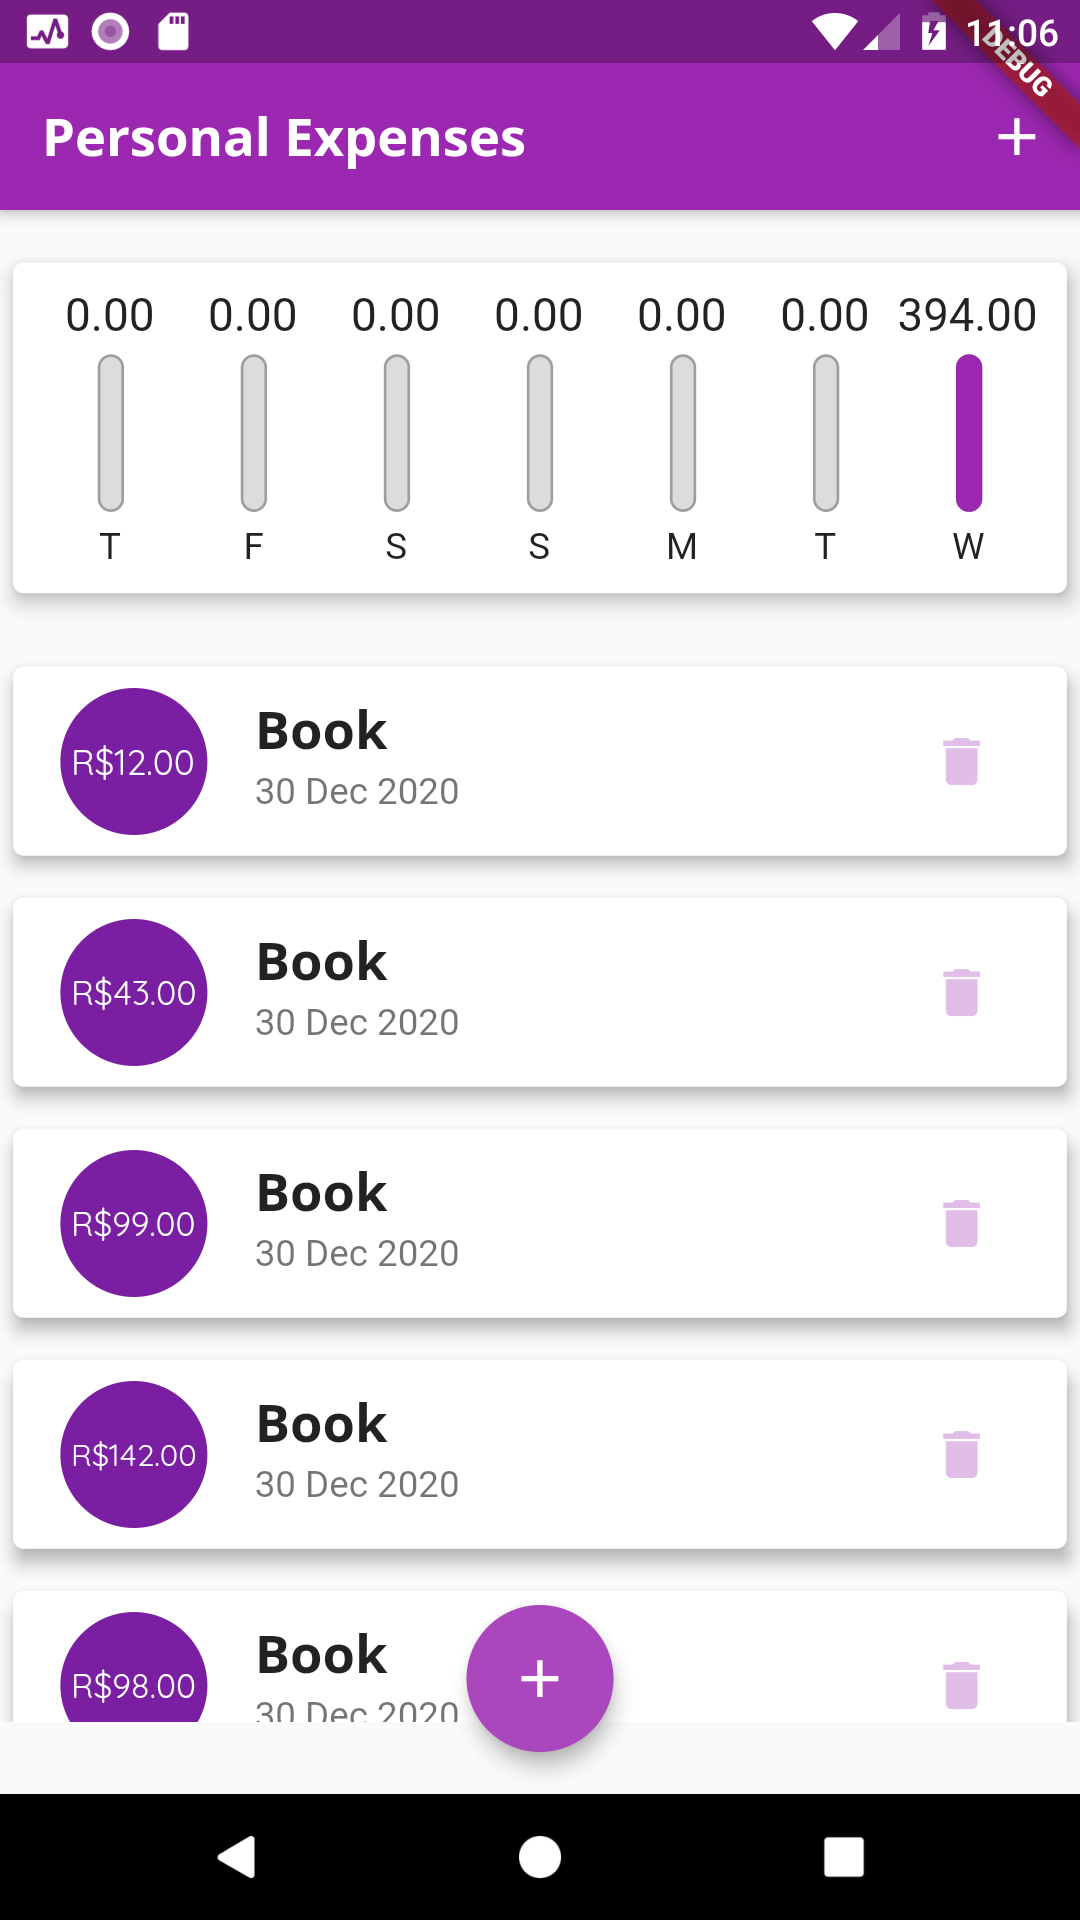 11:06
DEBUG
Personal Expenses
0.00 0.00 0.00 0.00 0.00 0.00 394.00
T F S S M T W
R$12.00
Book
30 Dec 2020
R$43.00
Book
30 Dec 2020
R$99.00
Book
30 Dec 2020
R$142.00
Book
30 Dec 2020
R$98.00
Book
30 Dec 2020